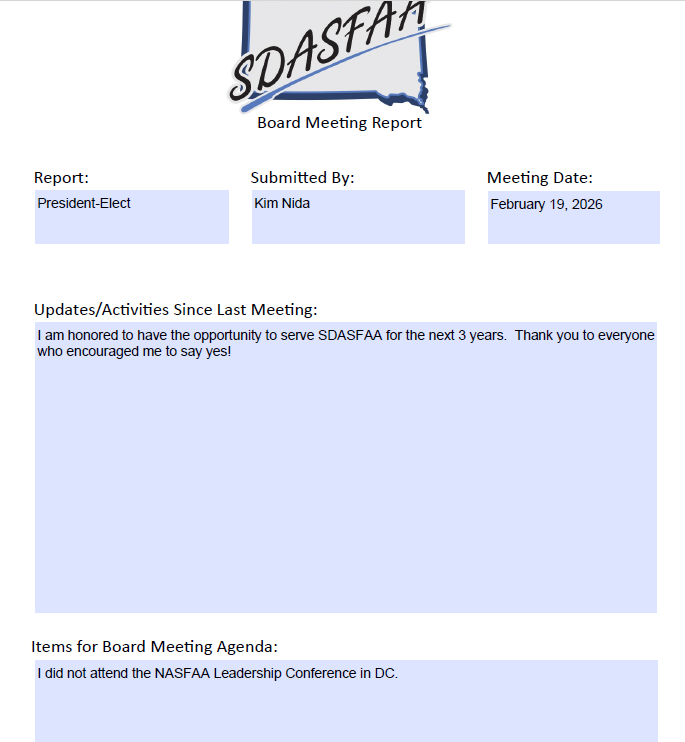 SDASFAA
Board Meeting Report
Report:
Submitted By:
Meeting Date:
President-Elect
Kim Nida
February 19, 2026
Updates/Activities Since Last Meeting:
I am honored to have the opportunity to serve SDASFAA for the next 3 years.  Thank you to everyone
who encouraged me to say yes!
Items for Board Meeting Agenda:
I did not attend the NASFAA Leadership Conference in DC.